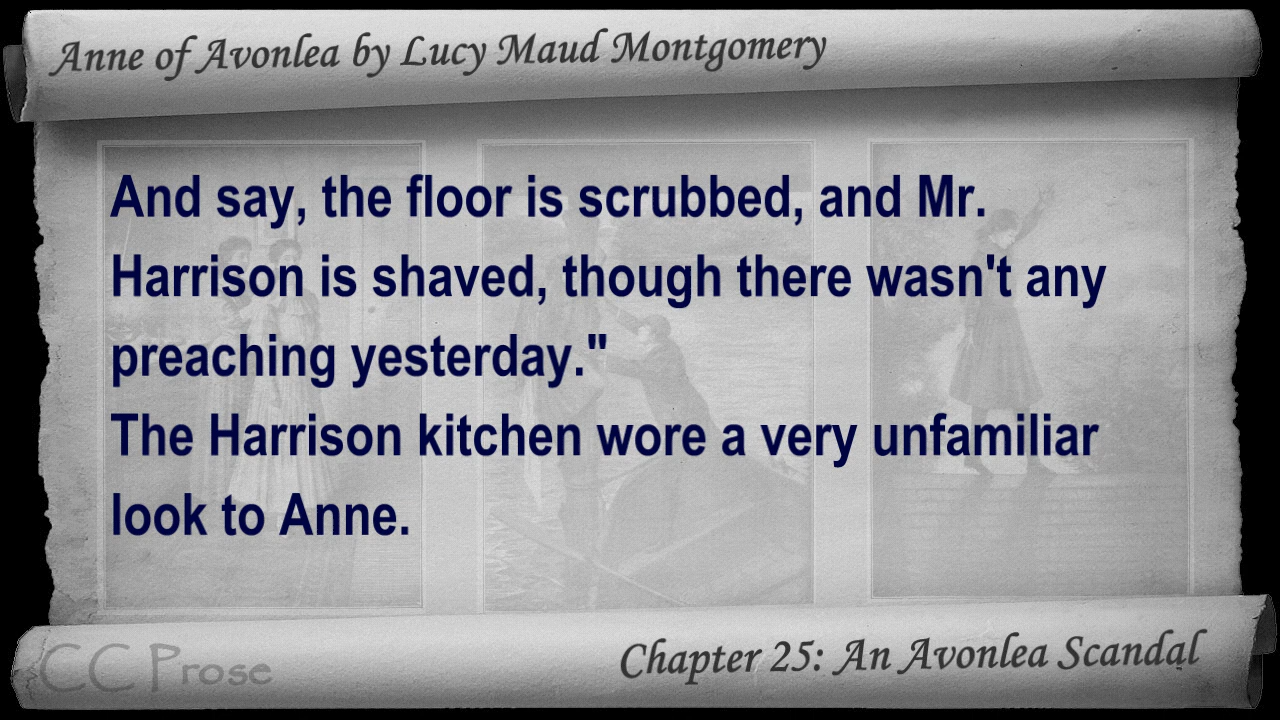 Anne of Avonlea by Lucy Maud Montgomery
And say, the floor is scrubbed, and Mr.
Harrison is shaved, though there wasn't any
preaching yesterday."
The Harrison kitchen wore a very unfamiliar
look to Anne.
CC Prose
Chapter 25: An Avonlea Scandal